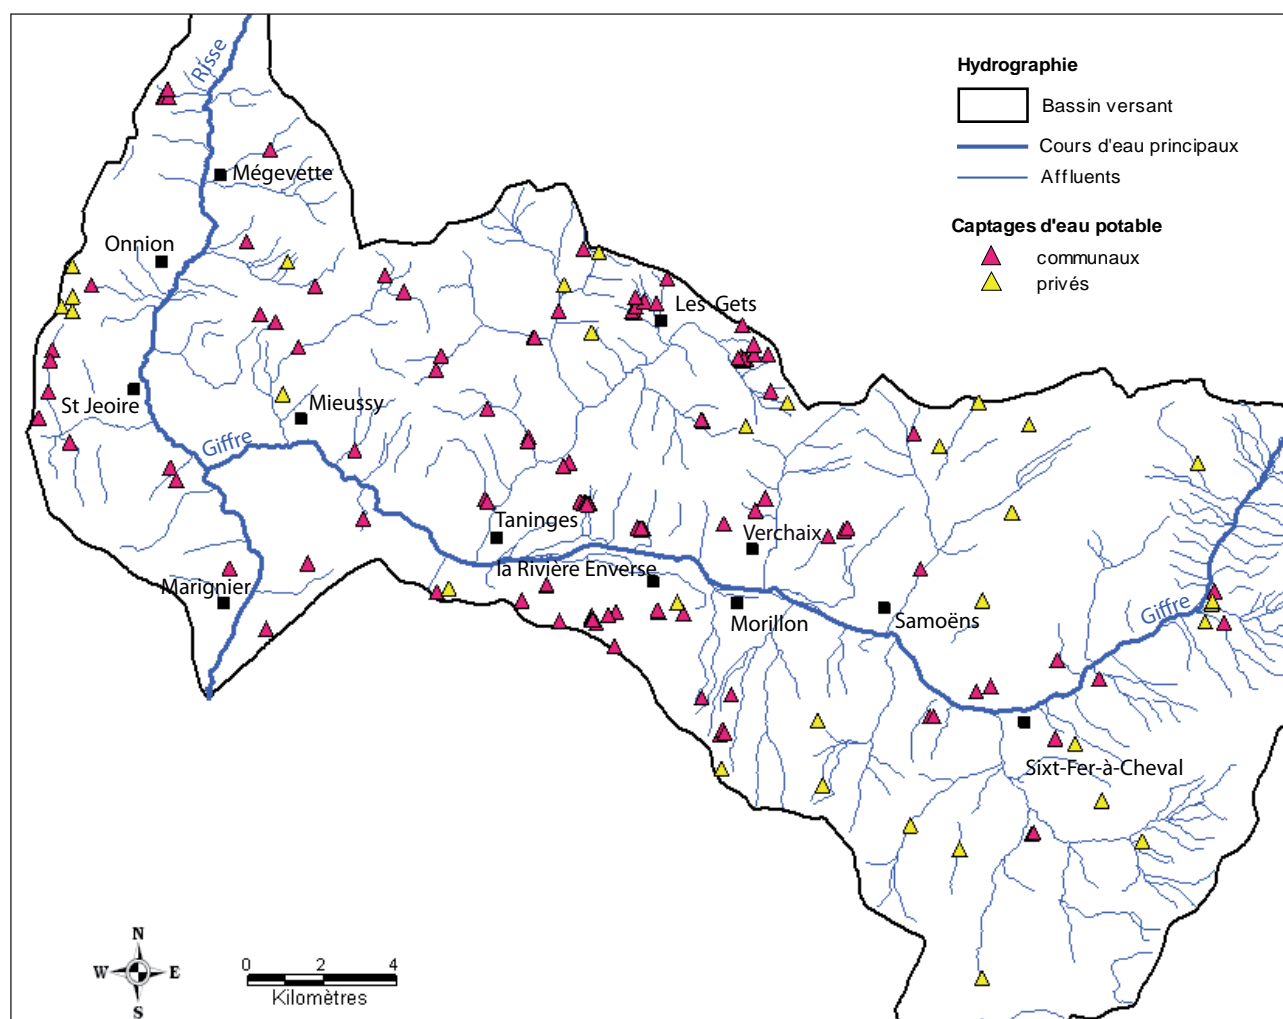 Risse
Hydrographie
Bassin versant
Cours d'eau principaux
Affluents
Captages d'eau potable
communaux
privés
Mégevette
Onnion
Les Gets
St Jeoire
Mieussy
Giffre
Taninges
Verchaix
la Rivière Enverse
Marignier
Morillon
Samoëns
Giffre
Sixt-Fer-à-Cheval
N
W E
S
0 2 4
Kilomètres